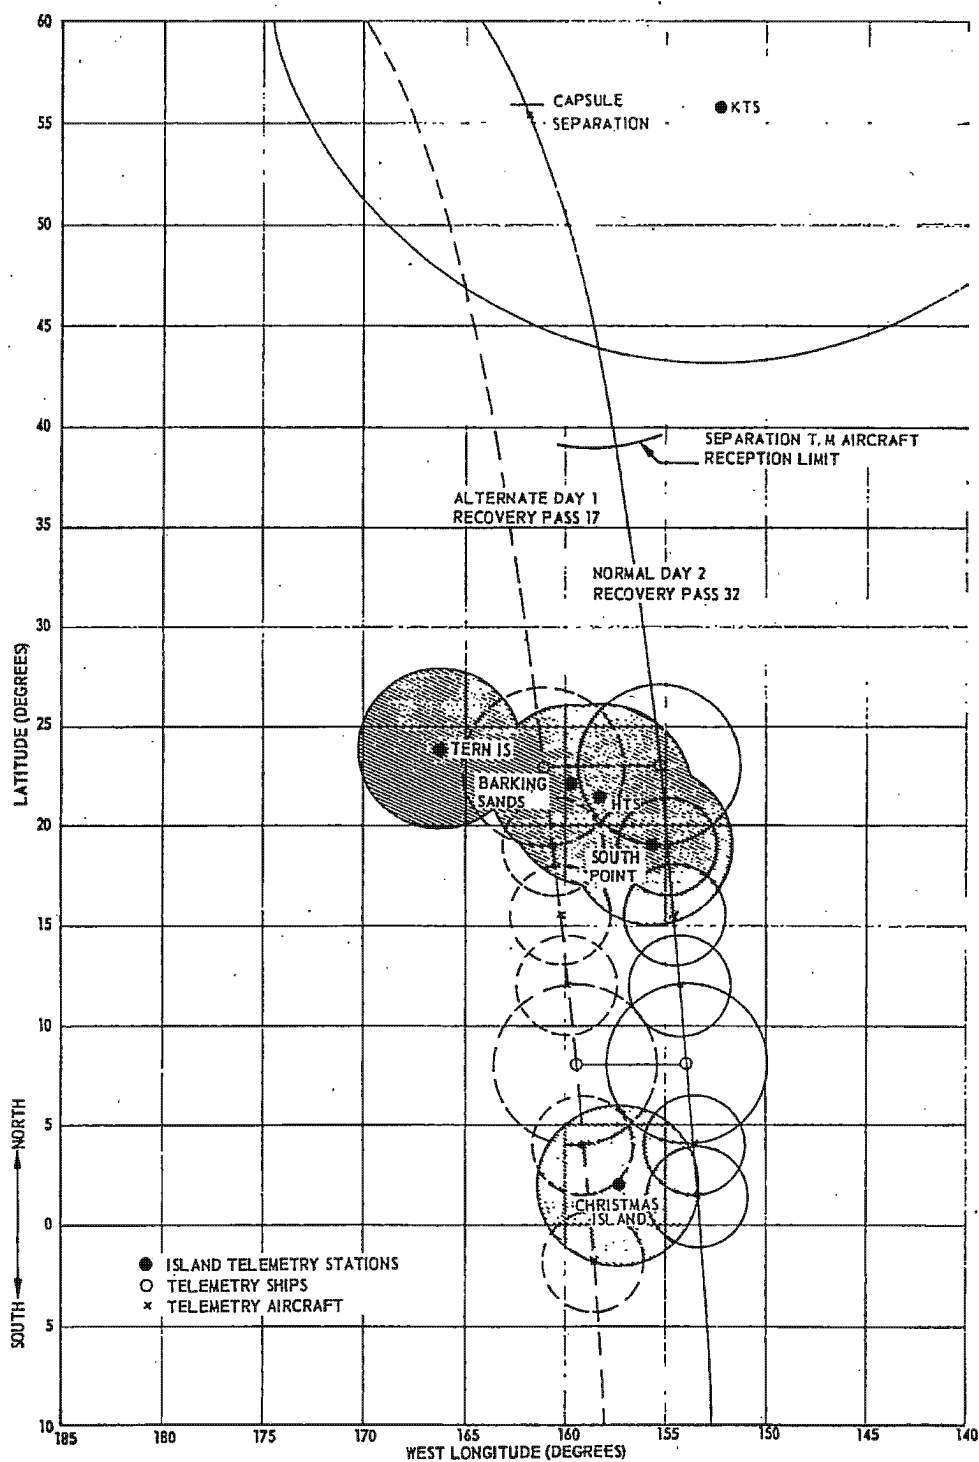 60
55
50
45
40
35
30
25
20
15
10
5
0
5
10
LATITUDE (DEGREES)
NORTH
SOUTH
CAPSULE
SEPARATION
KTS
SEPARATION T. M AIRCRAFT
RECEPTION LIMIT
ALTERNATE DAY 1
RECOVERY PASS 17
NORMAL DAY 2
RECOVERY PASS 32
TERN IS
BARKING
SANDS
HTS
SOUTH
POINT
CHRISTMAS
ISLAND
ISLAND TELEMETRY STATIONS
TELEMETRY SHIPS
TELEMETRY AIRCRAFT
185 180 175 170 165 160 155 150 145 140
WEST LONGITUDE (DEGREES)